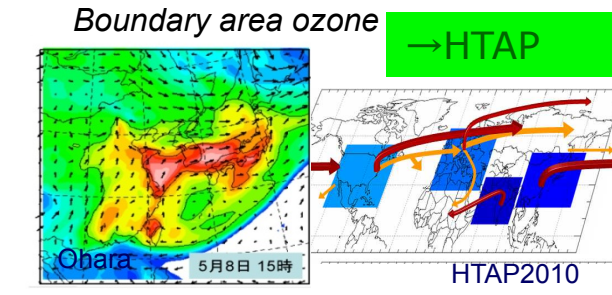 Boundary area ozone
→HTAP
Ohara
5月8日 15時
HTAP2010